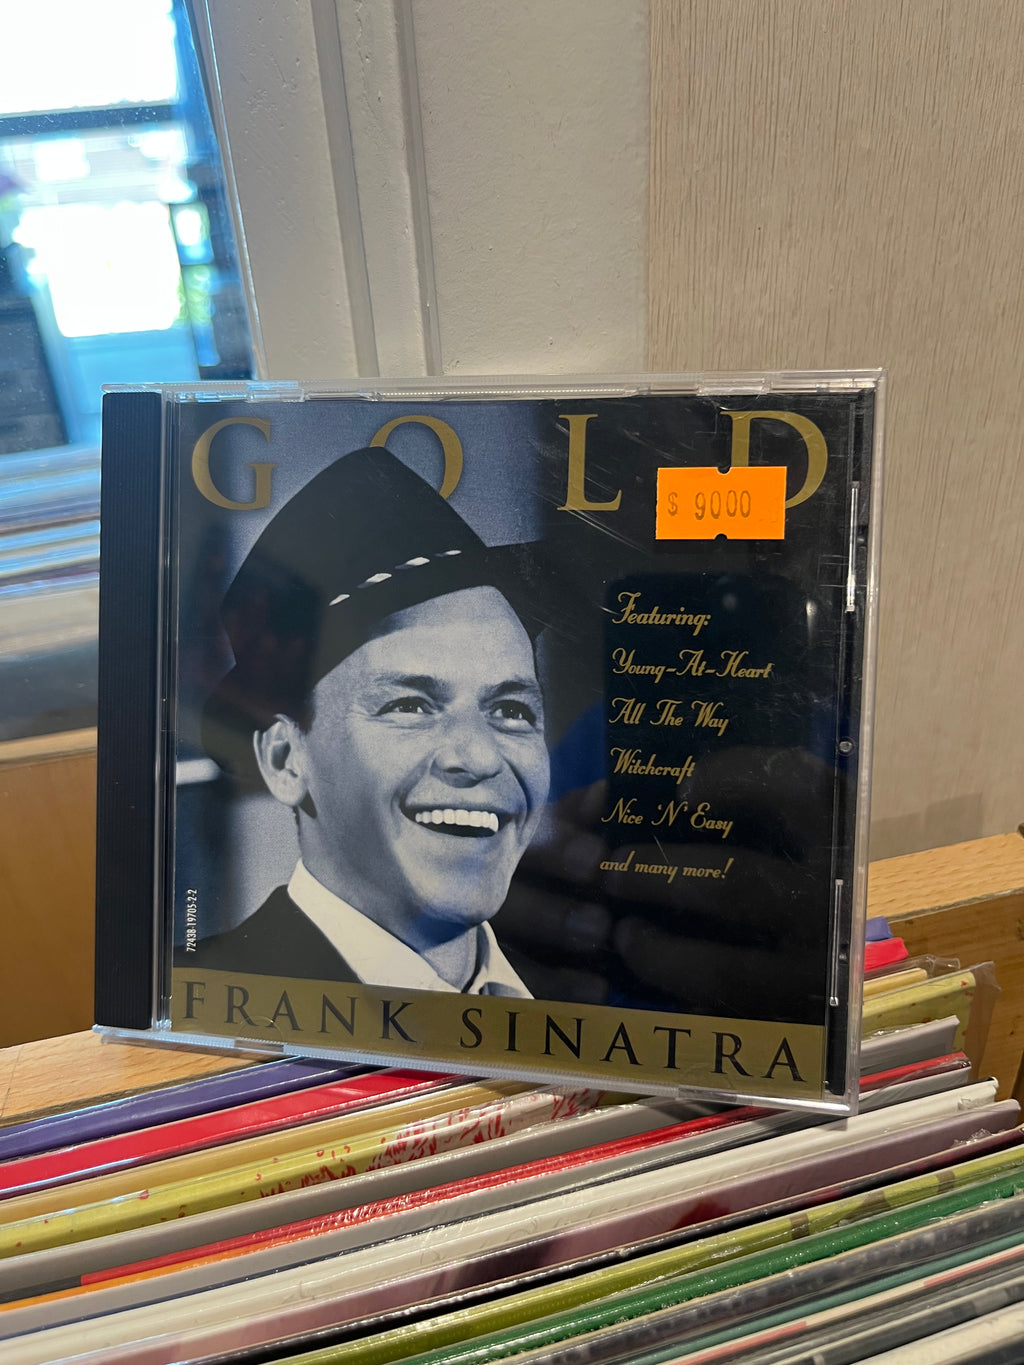 GOLD
$ 9000
Featuring:
Young-At-Heart
All The Way
Witchcraft
Nice 'N' Easy
and many more!
72438-19705-2-2
FRANK SINATRA